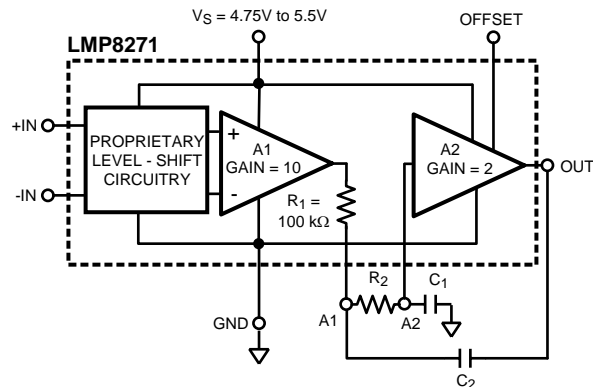 V_S = 4.75V to 5.5V
OFFSET
LMP8271
+IN
-IN
PROPRIETARY
LEVEL - SHIFT
CIRCUITRY
+
-
A1
GAIN = 10
A2
GAIN = 2
OUT
R_1 =
100 kΩ
R_2
C_1
A1
A2
GND
C_2